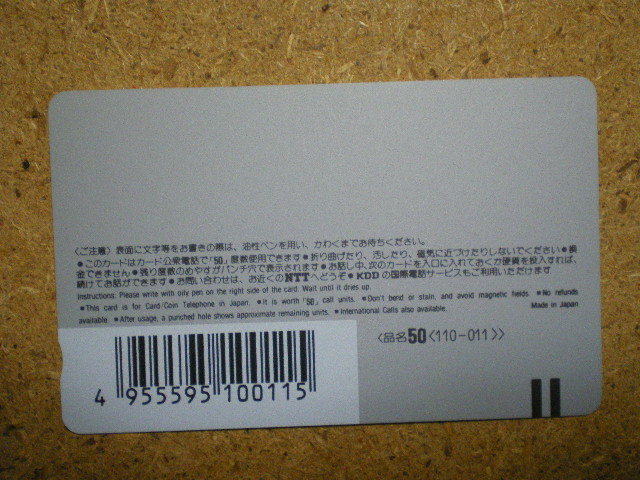 〈ご注意〉表面に文字等をお書きの際は、油性ペンを用い、かわくまでお待ちください。
●このカードはカード公衆電話で「50」度数使用できます●折り曲げたり、汚したり、磁気に近づけたりしないでください●換
金できません●残り度数のめやすがパンチ穴で表示されます●お話し中、次のカードを入口に入れておくか硬貨を投入すれば、
続けてお話ができます●お問い合わせは、お近くのNTTへどうぞ●KDDの国際電話サービスもご利用いただけます
Instructions: Please write with oily pen on the right side of the card. Wait until it dries up.
●This card is for Card/Coin Telephone in Japan. ●It is worth「50」call units. ●Don't bend or stain, and avoid magnetic fields. ●No refunds
available. ●After usage, a punched hole shows approximate remaining units. ●International Calls also available. Made in Japan
〈品名50〈110-011〉〉
4 955595 100115